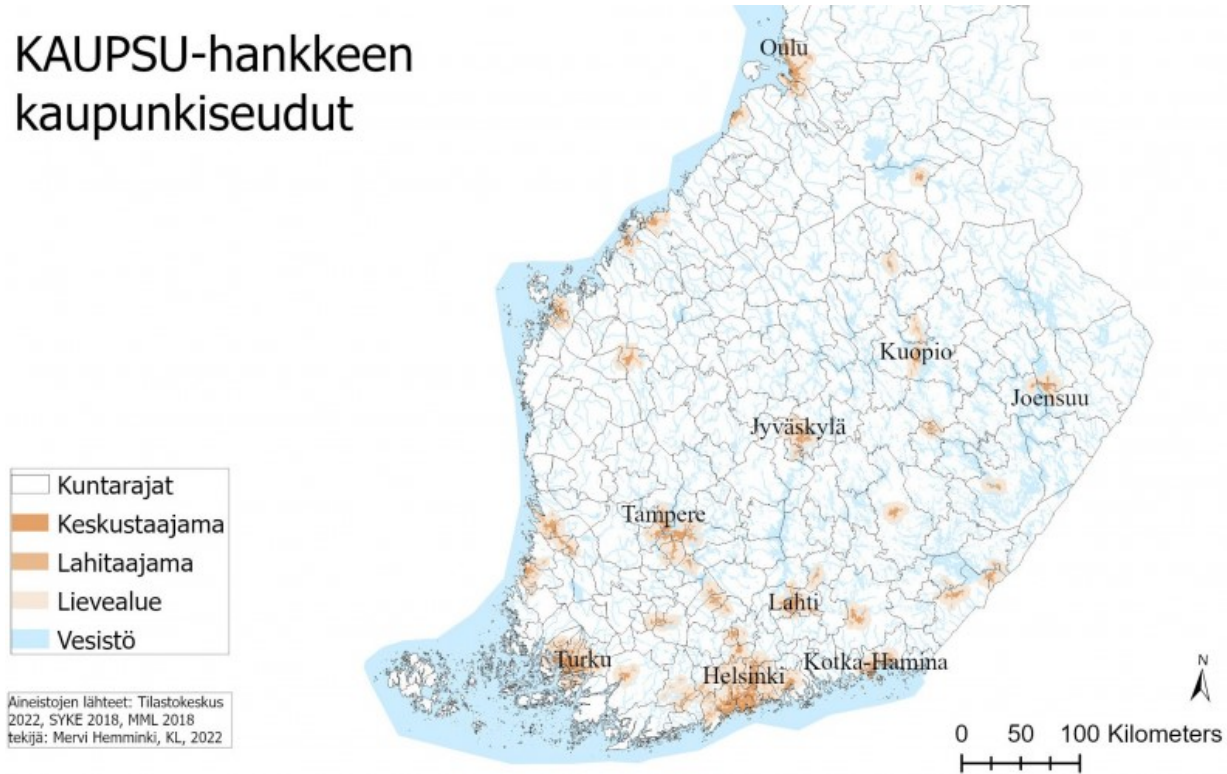 KAUPSU-hankkeen
kaupunkiseudut
Oulu
Kuopio
Joensuu
Jyväskylä
Tampere
Lahti
Turku
Helsinki
Kotka-Hamma
Kuntarajat
Keskustaajama
Lahitaajama
Lievealue
Vesistö
Aineistojen lähteet: Tilastokeskus
2022, SYKE 2018, MML 2018
tekijä: Mervi Hemminki, KL, 2022
N
0 50 100 Kilometers